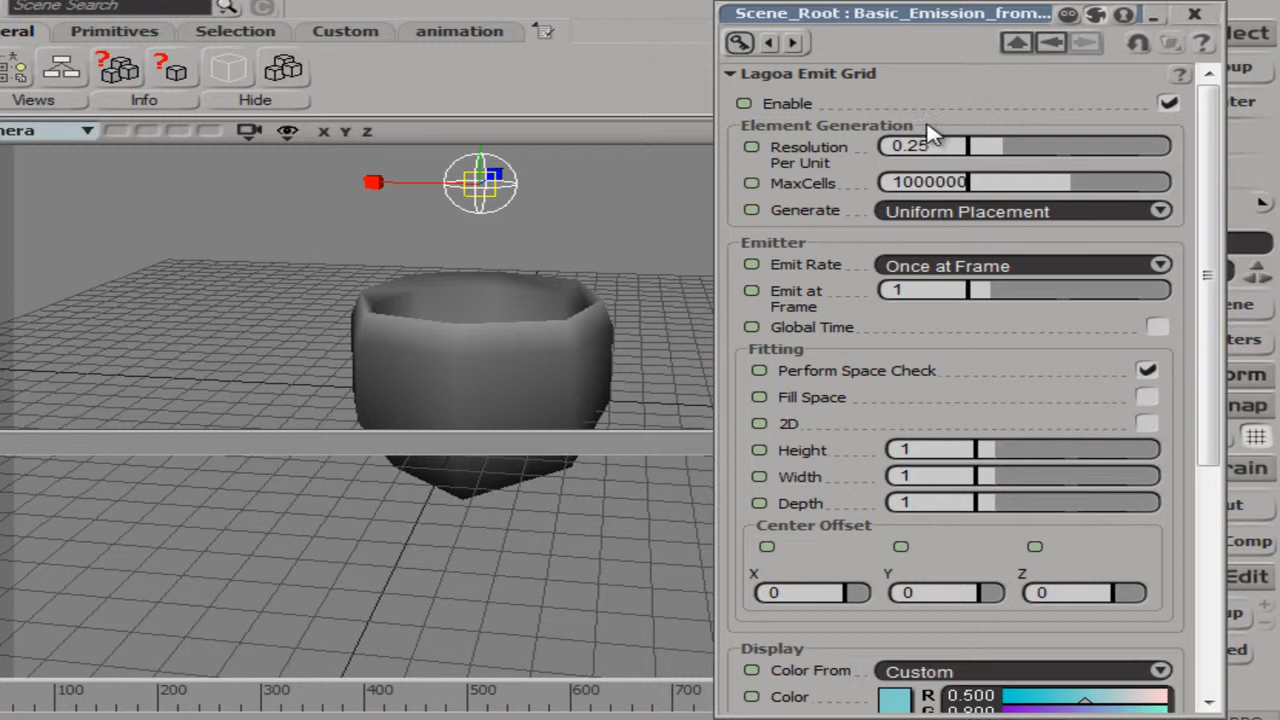 Scene Search
Scene_Root : Basic_Emission_from...
eral Primitives Selection Custom animation
Views Info Hide
mera X Y Z
Lagoa Emit Grid
?
Enable
Element Generation
Resolution Per Unit 0.25
MaxCells 1000000
Generate Uniform Placement
Emitter
Emit Rate Once at Frame
Emit at Frame 1
Global Time
Fitting
Perform Space Check
Fill Space
2D
Height 1
Width 1
Depth 1
Center Offset
X Y Z
0 0 0
Display
Color From Custom
Color R 0.500
G 0.800
100 200 300 400 500 600 700
lect
oup
ter
ene
ters
orm
nap
rain
ut
Comp
Edit
up
ed